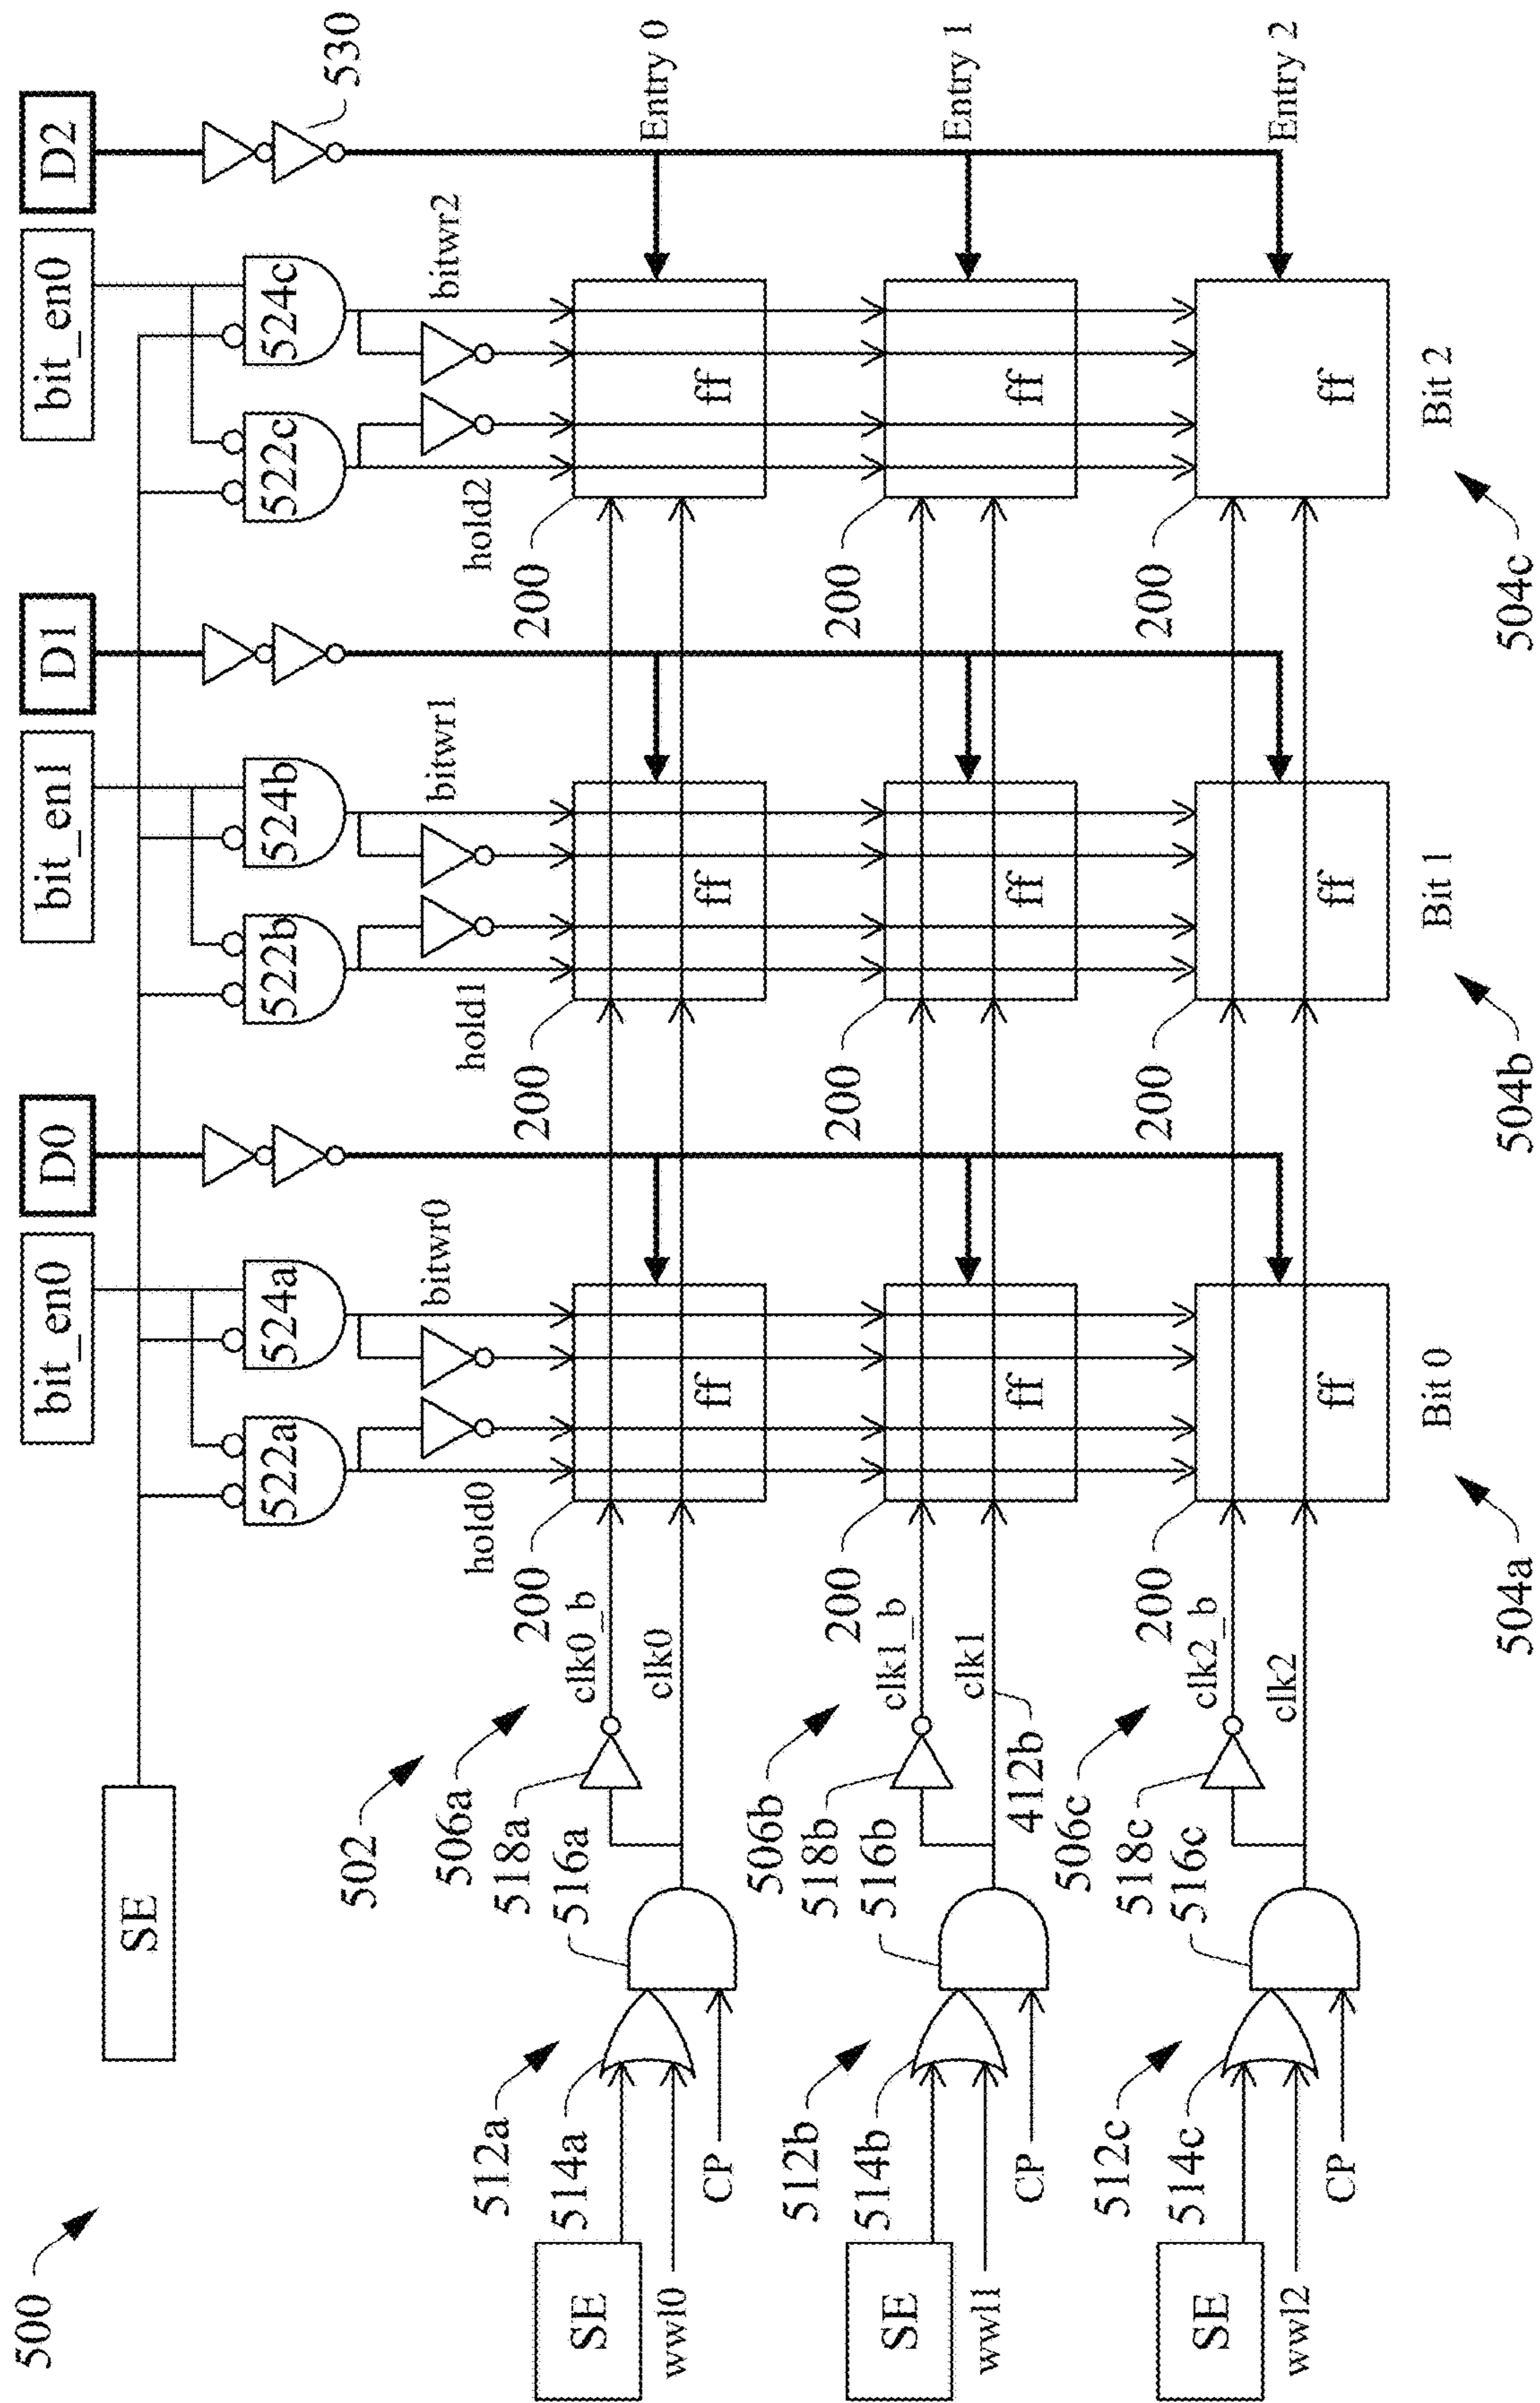 500
SE
bit_en0
D0
bit_en1
D1
bit_en0
D2
522a
524a
522b
524b
522c
524c
530
hold0
bitwr0
hold1
bitwr1
hold2
bitwr2
502
506a
512a
514a
516a
518a
clk0_b
clk0
200
200
200
SE
wwl0
CP
ff
ff
ff
Entry 0
506b
512b
514b
516b
518b
clk1_b
clk1
412b
200
200
200
SE
wwl1
CP
ff
ff
ff
Entry 1
506c
512c
514c
516c
518c
clk2_b
clk2
200
200
200
SE
wwl2
CP
ff
ff
ff
Entry 2
Bit 0
Bit 1
Bit 2
504a
504b
504c